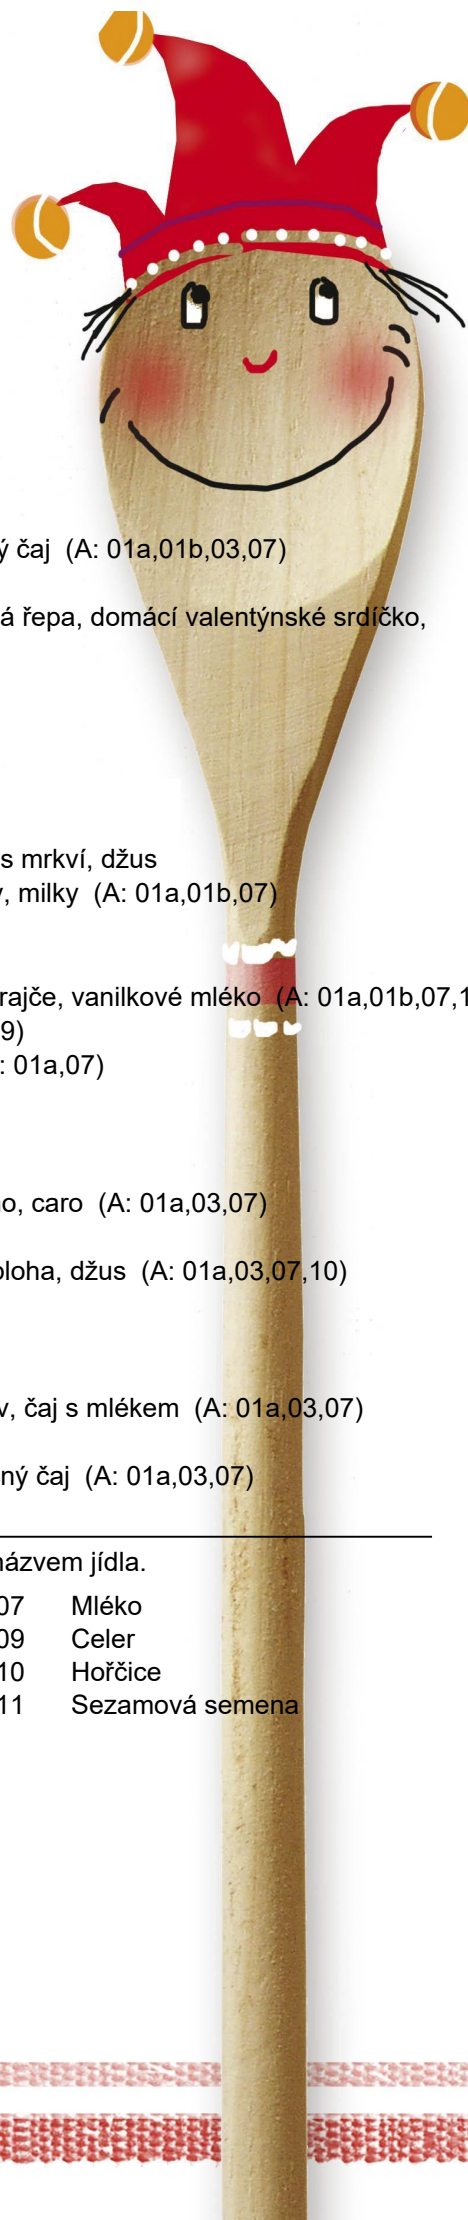 ý čaj (A: 01a,01b,03,07)
á řepa, domácí valentýnské srdíčko,
s mrkví, džus
, milky (A: 01a,01b,07)
rajče, vanilkové mléko (A: 01a,01b,07,1
9)
: 01a,07)
o, caro (A: 01a,03,07)
loha, džus (A: 01a,03,07,10)
v, čaj s mlékem (A: 01a,03,07)
ný čaj (A: 01a,03,07)
názvem jídla.
07 Mléko
09 Celer
10 Hořčice
11 Sezamová semena